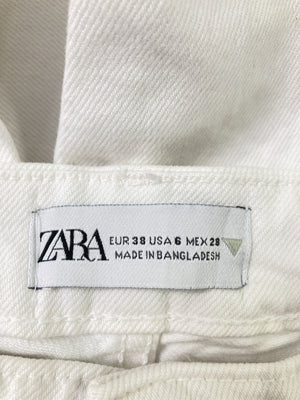 ZARA
EUR 38 USA 6 MEX 28
MADE IN BANGLADESH